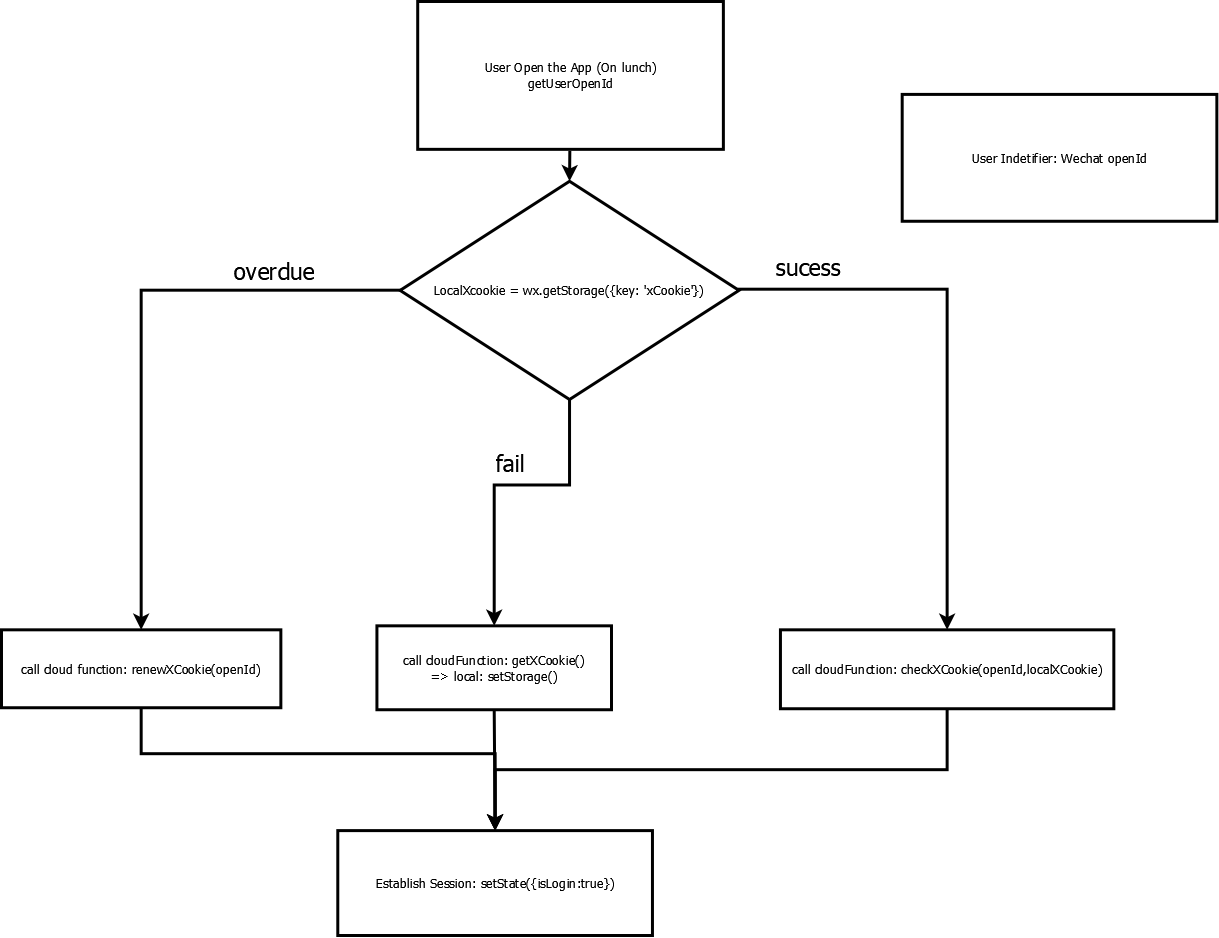 User Open the App (On lunch)
getUserOpenId
User Indetifier: Wechat openId
overdue
sucess
LocalXcookie = wx.getStorage({key: 'xCookie'})
fail
call cloud function: renewXCookie(openId)
call cloudFunction: getXCookie()
=> local: setStorage()
call cloudFunction: checkXCookie(openId,localXCookie)
Establish Session: setState({isLogin:true})